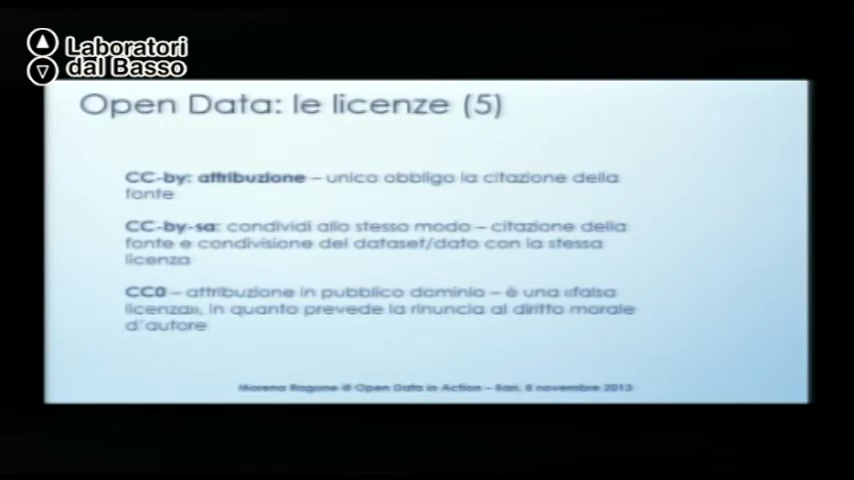 Laboratori
dal Basso
Open Data: le licenze (5)
CC-by: attribuzione – unico obbligo la citazione della
fonte
CC-by-sa: condividi allo stesso modo – citazione della
fonte e condivisione del dataset/dato con la stessa
licenza
CC0 – attribuzione in pubblico dominio – è una «falsa
licenza», in quanto prevede la rinuncia al diritto morale
d'autore
Morena Ragone @ Open Data in Action – Bari, 8 novembre 2013